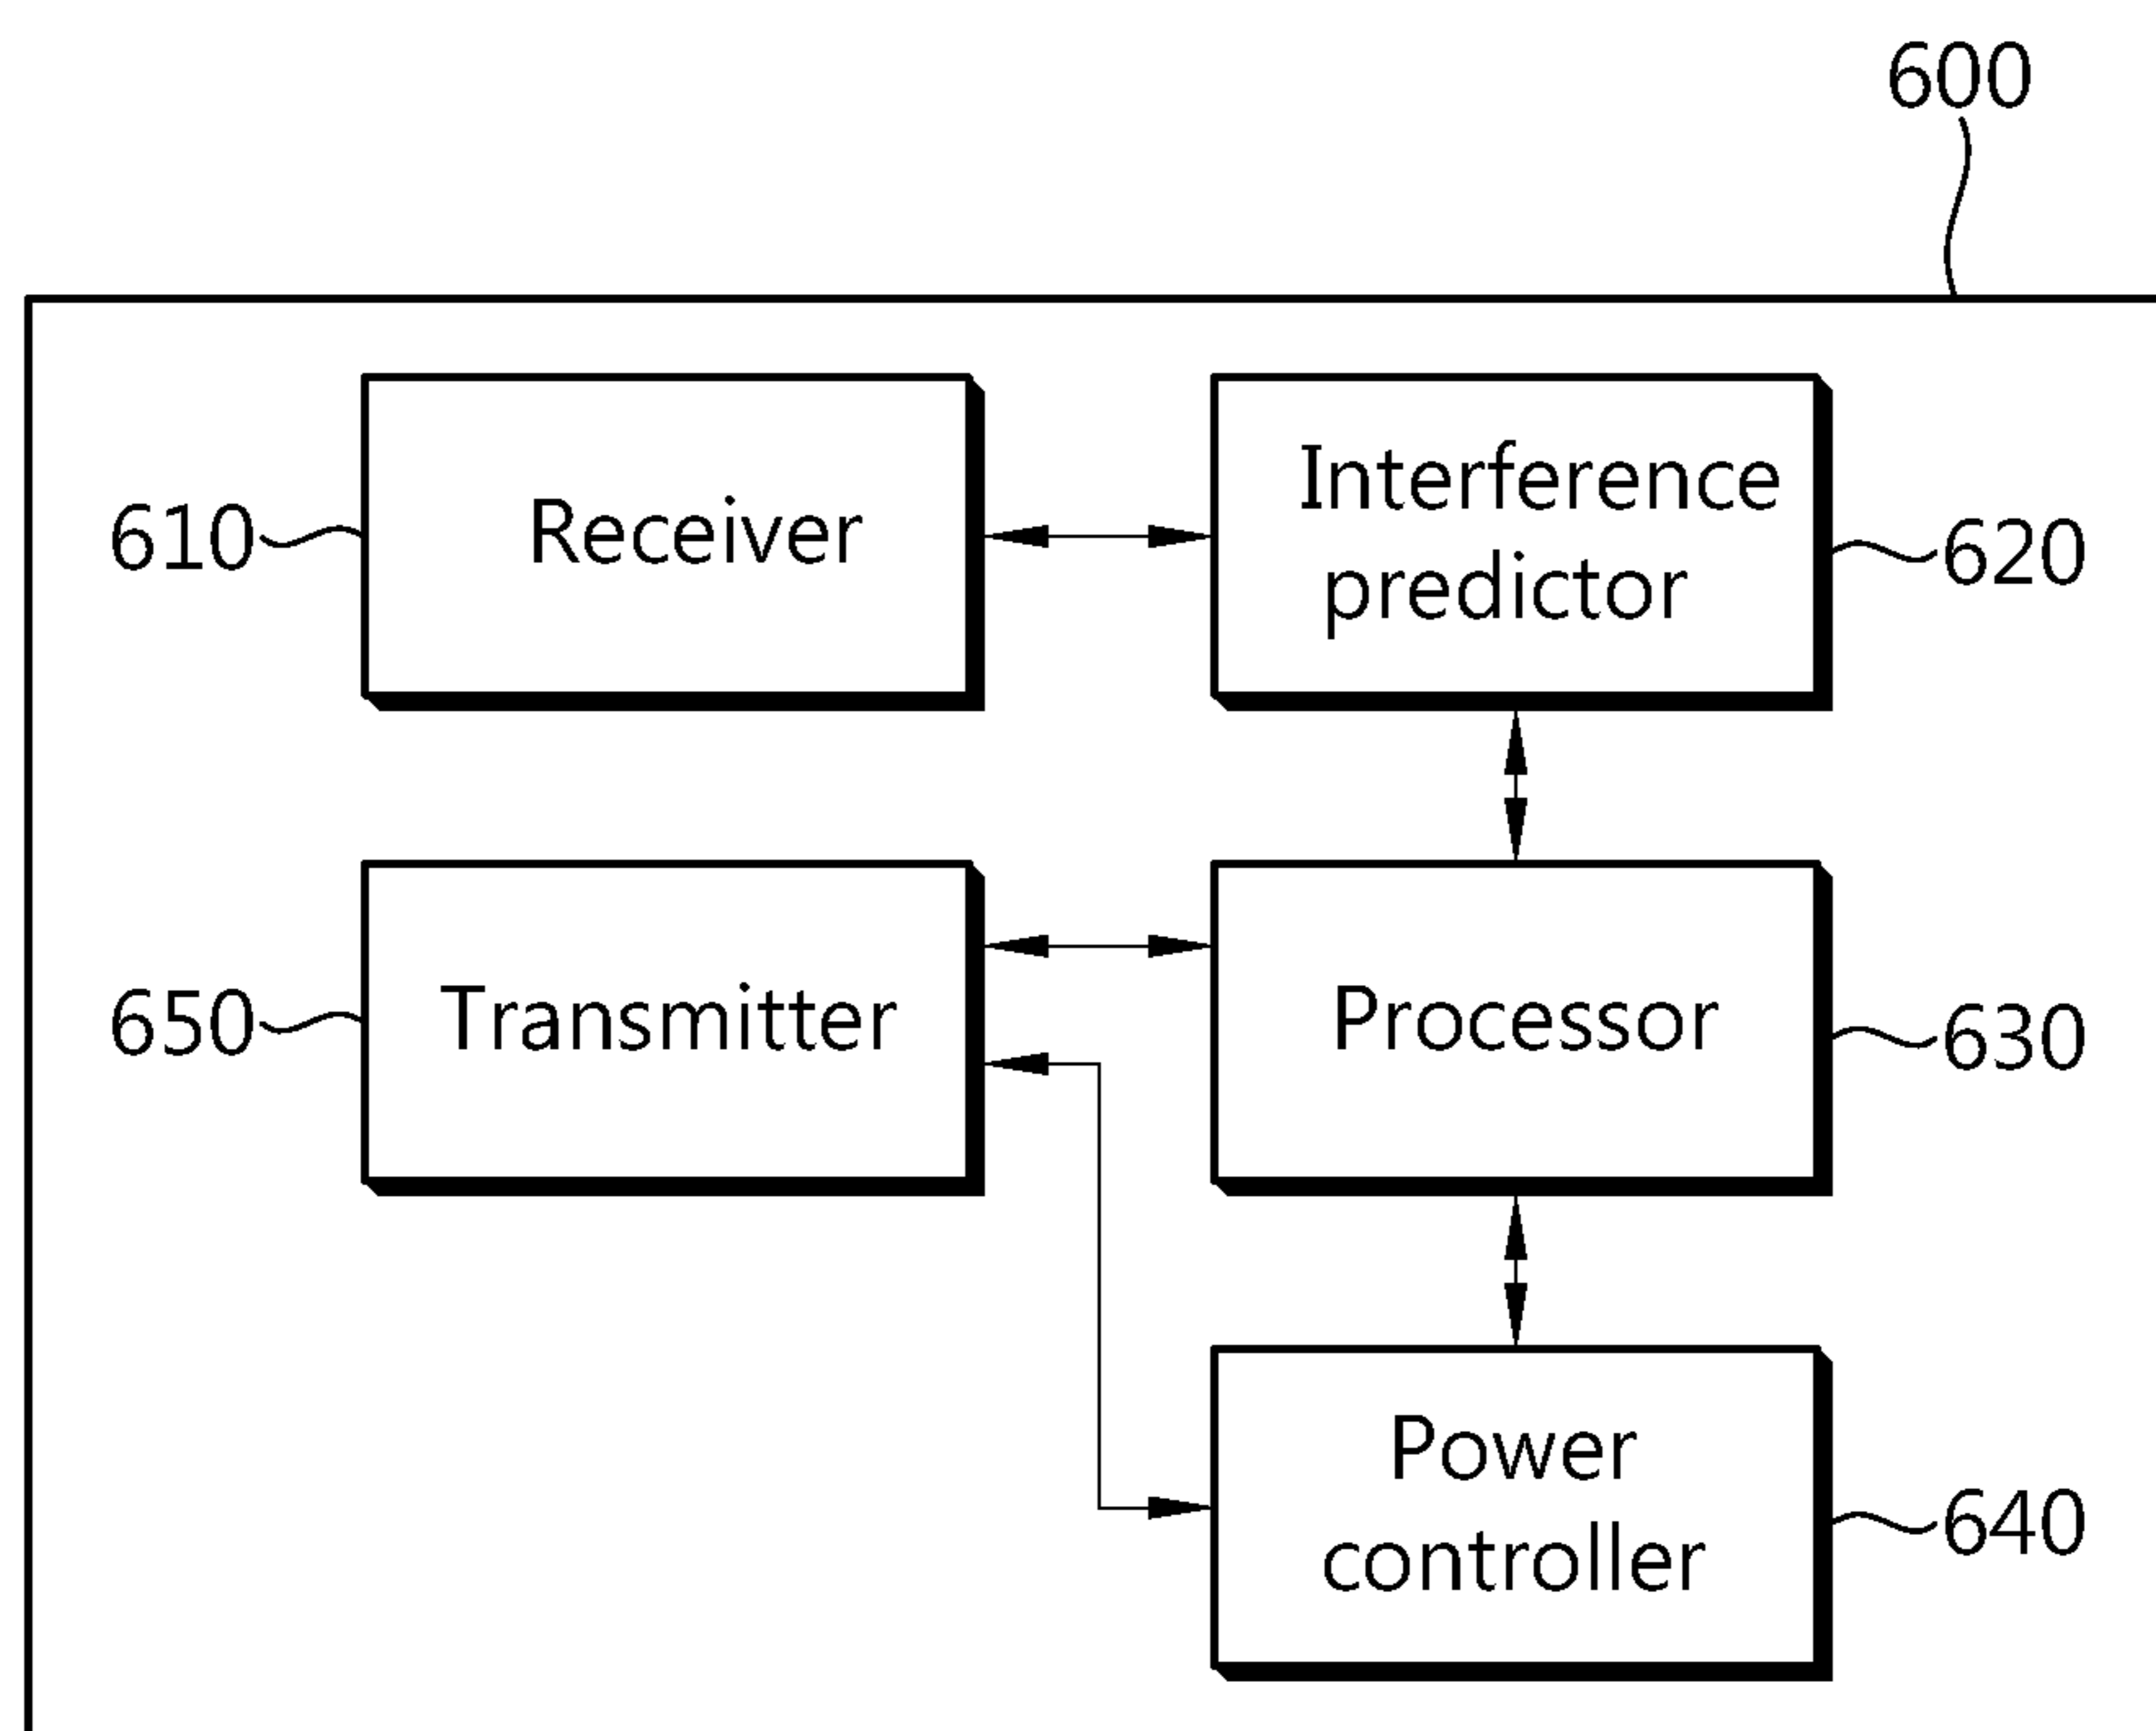 600
610
Receiver
Interference
predictor
620
650
Transmitter
Processor
630
Power
controller
640